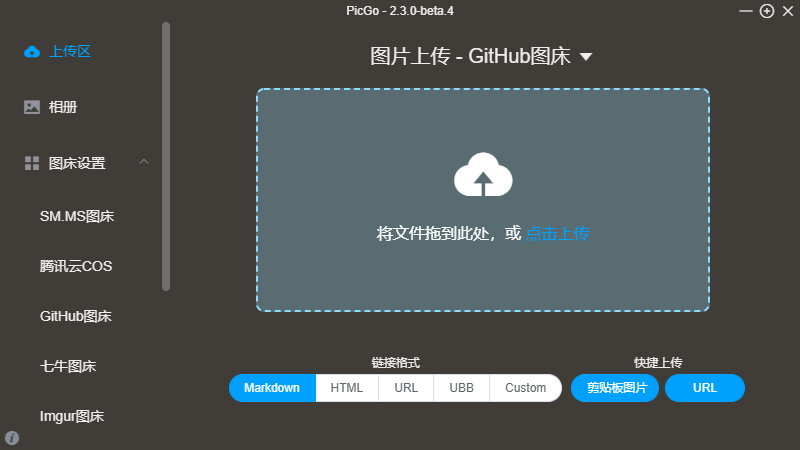 PicGo - 2.3.0-beta.4
上传区
相册
图床设置
SM.MS图床
腾讯云COS
GitHub图床
七牛图床
Imgur图床
图片上传 - GitHub图床
将文件拖到此处，或 点击上传
链接格式
Markdown HTML URL UBB Custom
快捷上传
剪贴板图片 URL